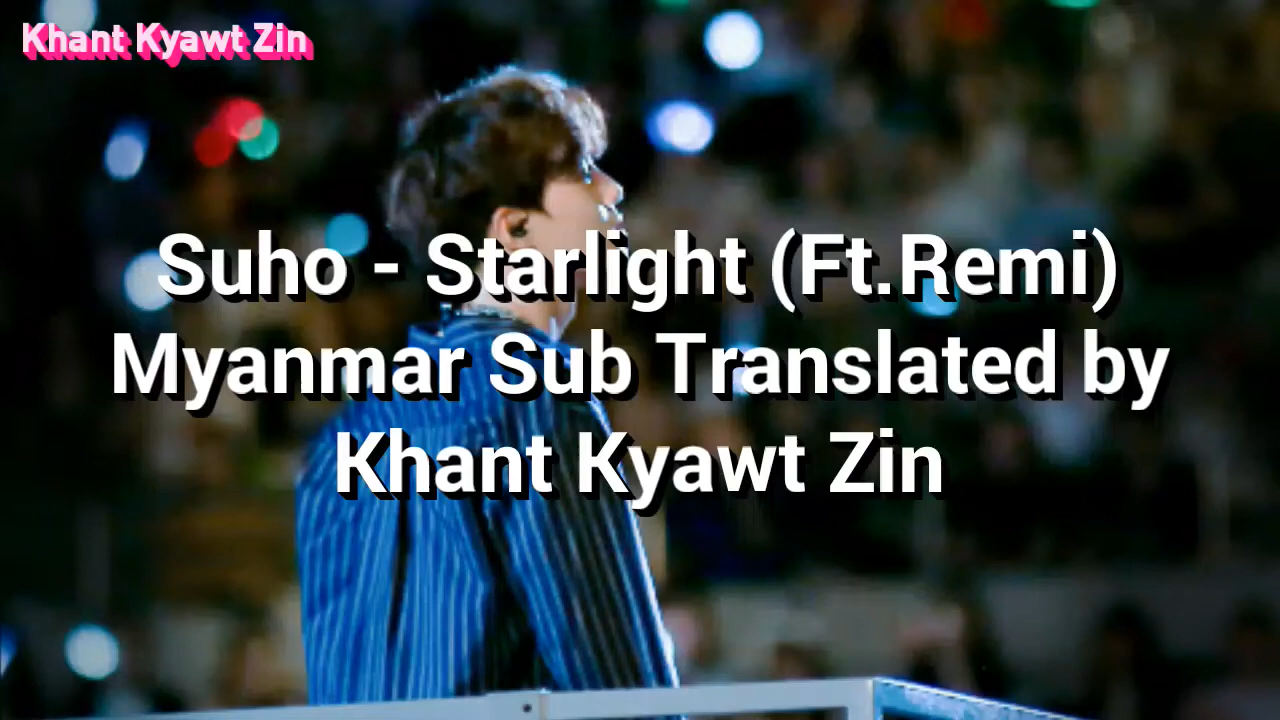 Khant Kyawt Zin
Suho - Starlight (Ft.Remi)
Myanmar Sub Translated by
Khant Kyawt Zin